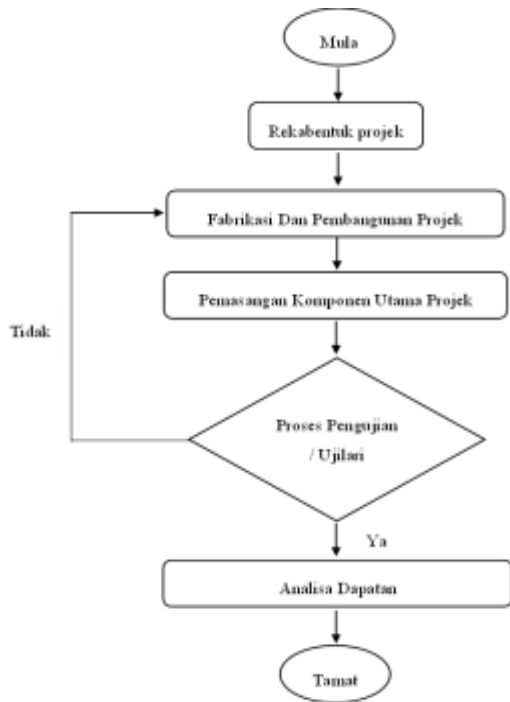 Mula
Rekabentuk projek
Fabrikasi Dan Pembangunan Projek
Pemasangan Komponen Utama Projek
Tidak
Proses Pengujian
/ Ujilari
Ya
Analisa Dapatan
Tamat